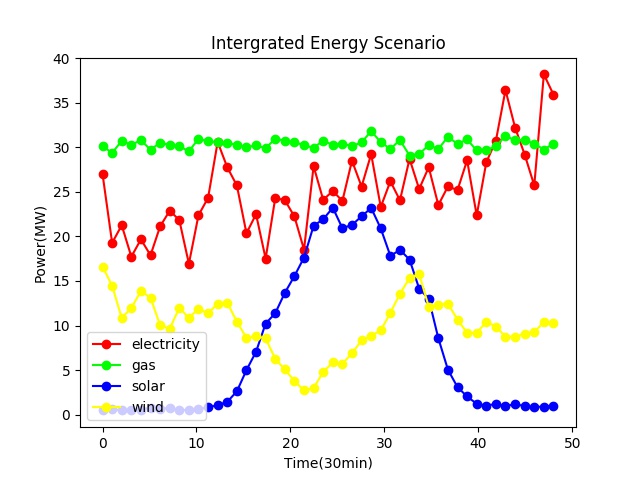 Intergrated Energy Scenario
Power(MW)
40
35
30
25
20
15
10
5
0
electricity
gas
solar
wind
0 10 20 30 40 50
Time(30min)